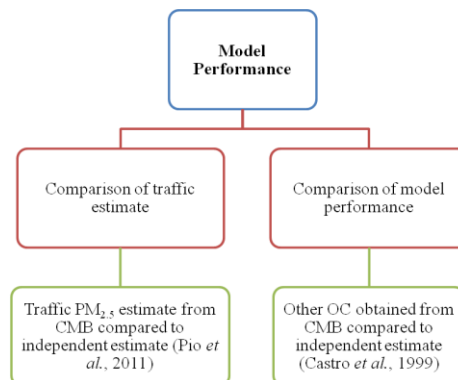 Model
Performance
Comparison of traffic
estimate
Comparison of model
performance
Traffic PM2.5 estimate from
CMB compared to
independent estimate (Pio et
al., 2011)
Other OC obtained from
CMB compared to
independent estimate
(Castro et al., 1999)